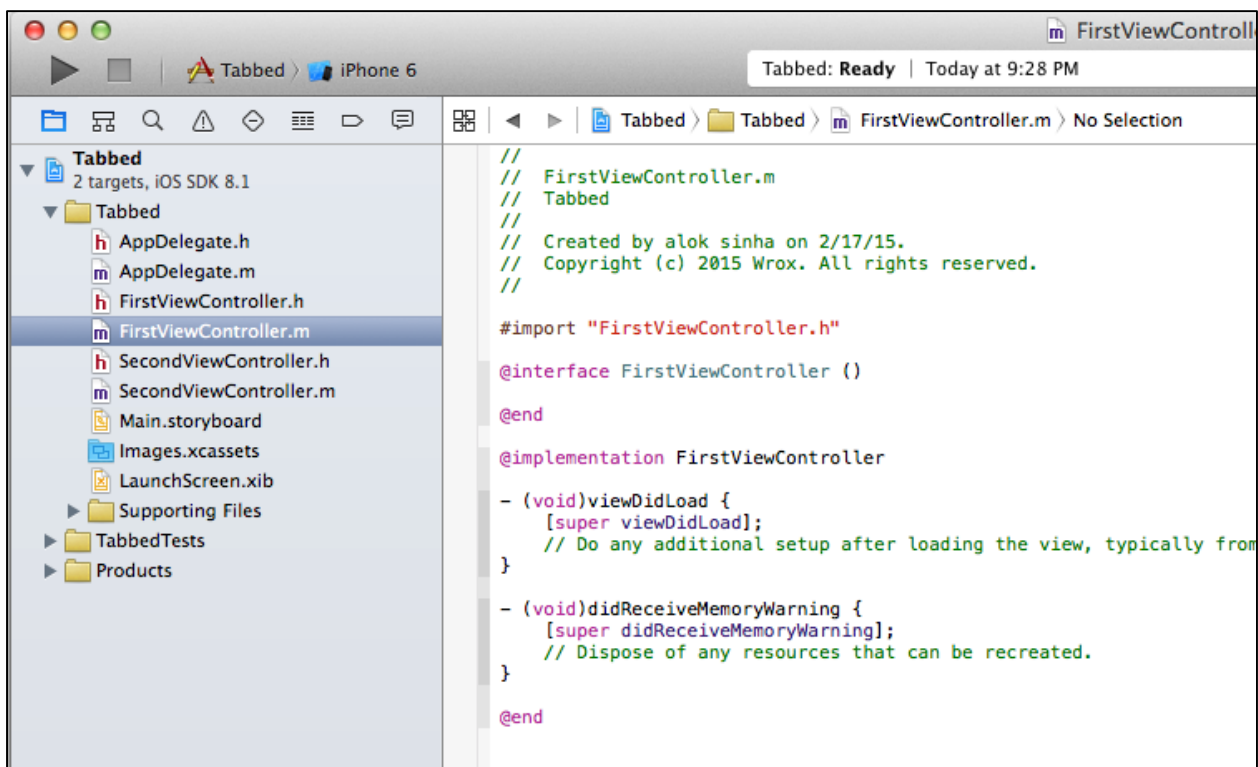 FirstViewControll
Tabbed 〉 iPhone 6
Tabbed: Ready | Today at 9:28 PM
Tabbed 〉 Tabbed 〉 m FirstViewController.m 〉 No Selection
Tabbed
2 targets, iOS SDK 8.1
Tabbed
h AppDelegate.h
m AppDelegate.m
h FirstViewController.h
m FirstViewController.m
h SecondViewController.h
m SecondViewController.m
Main.storyboard
Images.xcassets
LaunchScreen.xib
Supporting Files
TabbedTests
Products
//
//  FirstViewController.m
//  Tabbed
//
//  Created by alok sinha on 2/17/15.
//  Copyright (c) 2015 Wrox. All rights reserved.
//
#import "FirstViewController.h"
@interface FirstViewController ()
@end
@implementation FirstViewController
- (void)viewDidLoad {
    [super viewDidLoad];
    // Do any additional setup after loading the view, typically from
}
- (void)didReceiveMemoryWarning {
    [super didReceiveMemoryWarning];
    // Dispose of any resources that can be recreated.
}
@end